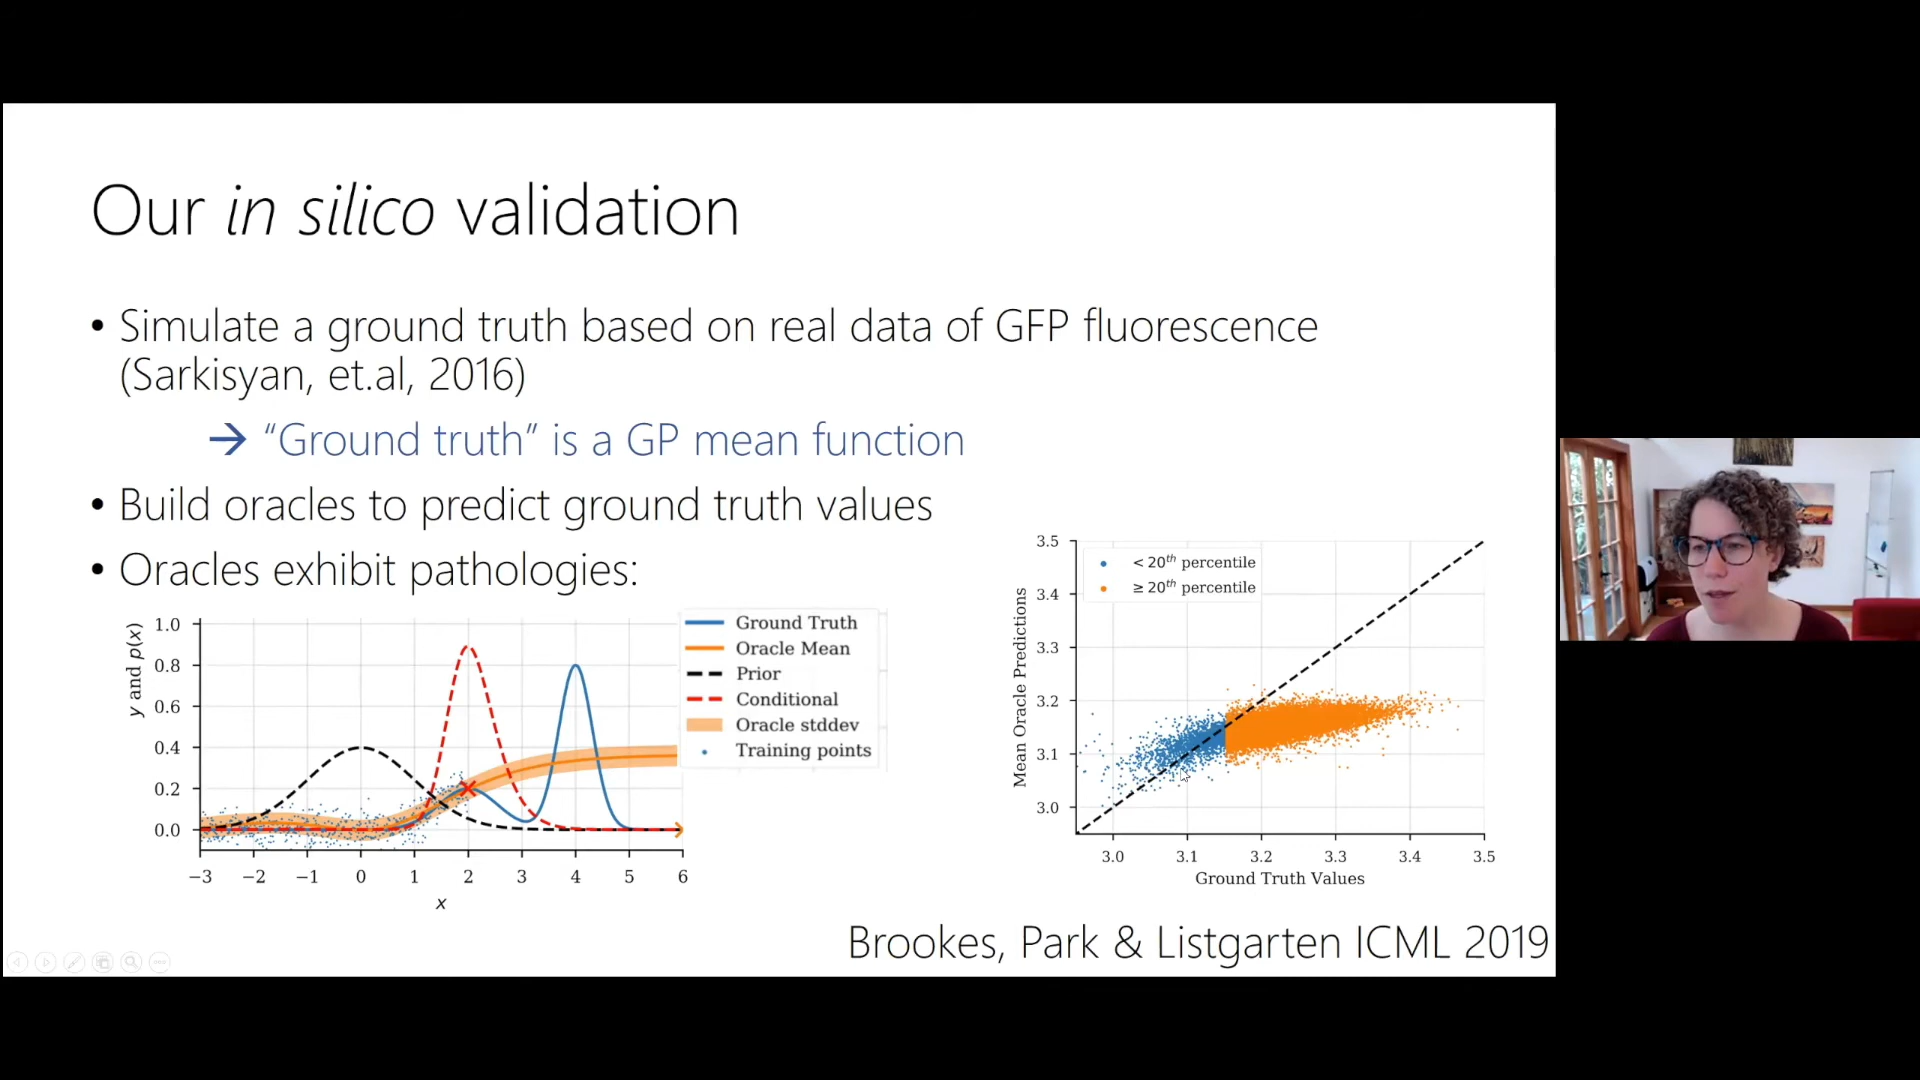 Our in silico validation
• Simulate a ground truth based on real data of GFP fluorescence
(Sarkisyan, et.al, 2016)
→ “Ground truth” is a GP mean function
• Build oracles to predict ground truth values
• Oracles exhibit pathologies:
y and p(x)
1.0
0.8
0.6
0.4
0.2
0.0
−3 −2 −1 0 1 2 3 4 5 6
x
Ground Truth
Oracle Mean
Prior
Conditional
Oracle stddev
Training points
Mean Oracle Predictions
3.5
3.4
3.3
3.2
3.1
3.0
< 20th percentile
≥ 20th percentile
3.0 3.1 3.2 3.3 3.4 3.5
Ground Truth Values
Brookes, Park & Listgarten ICML 2019